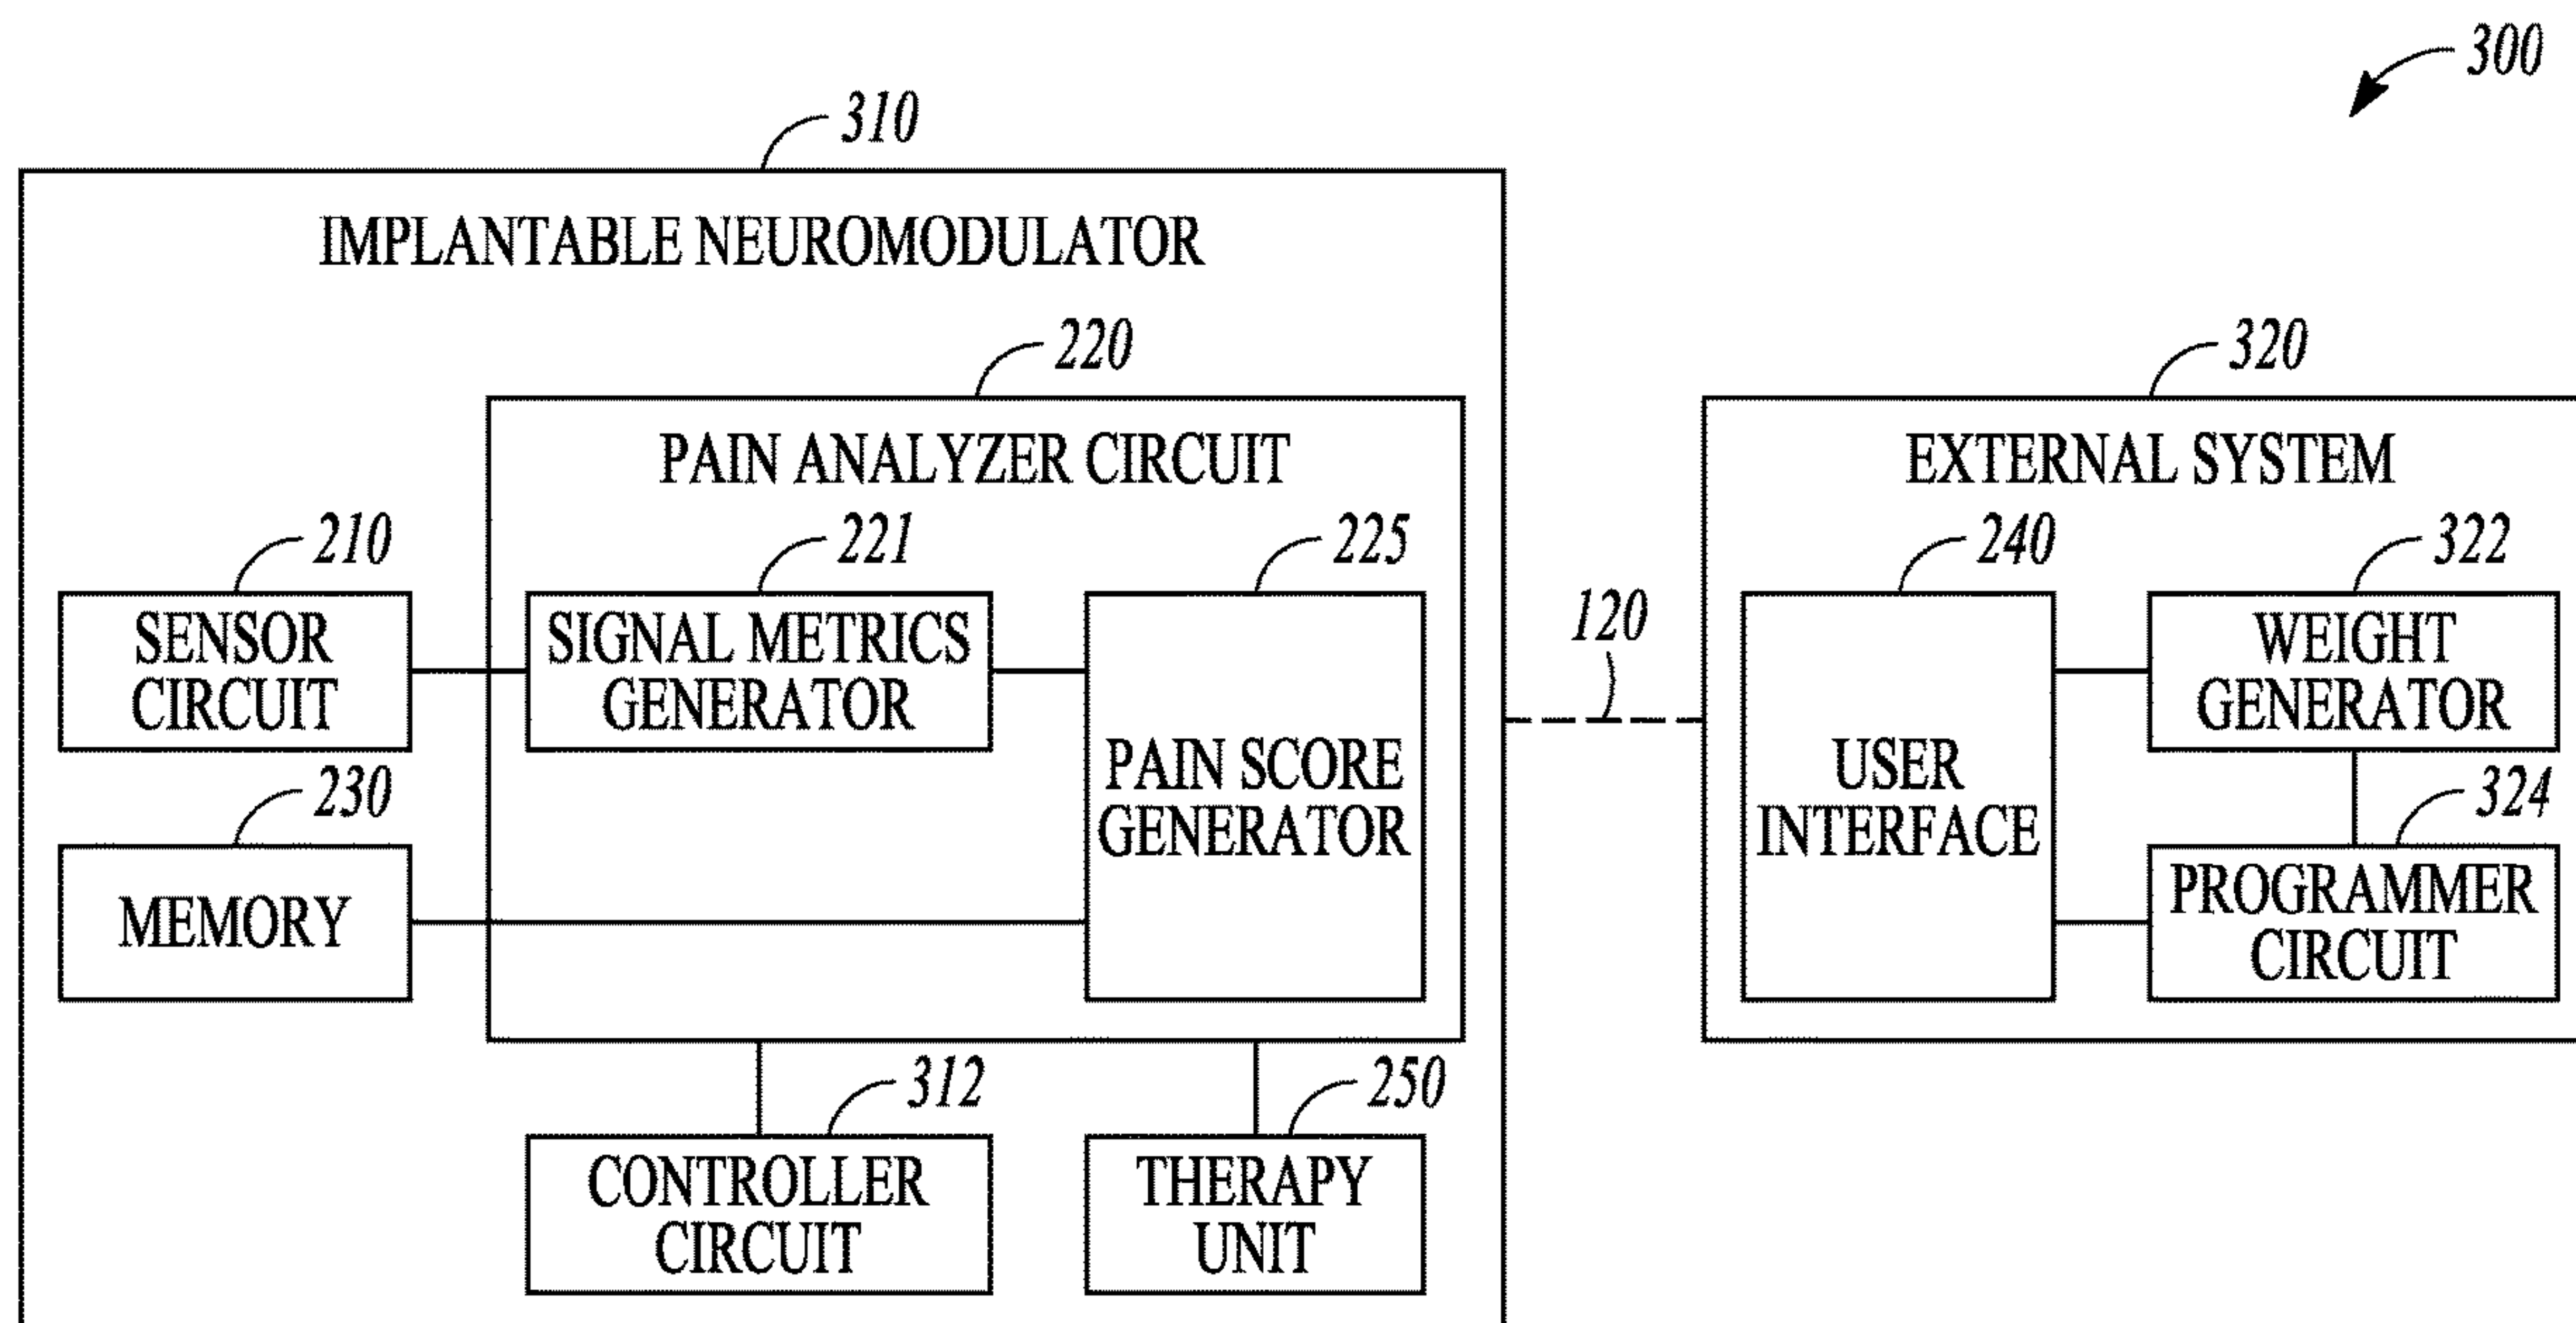 300
310
IMPLANTABLE NEUROMODULATOR
220
320
PAIN ANALYZER CIRCUIT
EXTERNAL SYSTEM
210
221
225
240
322
SENSOR
CIRCUIT
SIGNAL METRICS
GENERATOR
PAIN SCORE
GENERATOR
120
USER
INTERFACE
WEIGHT
GENERATOR
230
324
MEMORY
PROGRAMMER
CIRCUIT
312
250
CONTROLLER
CIRCUIT
THERAPY
UNIT